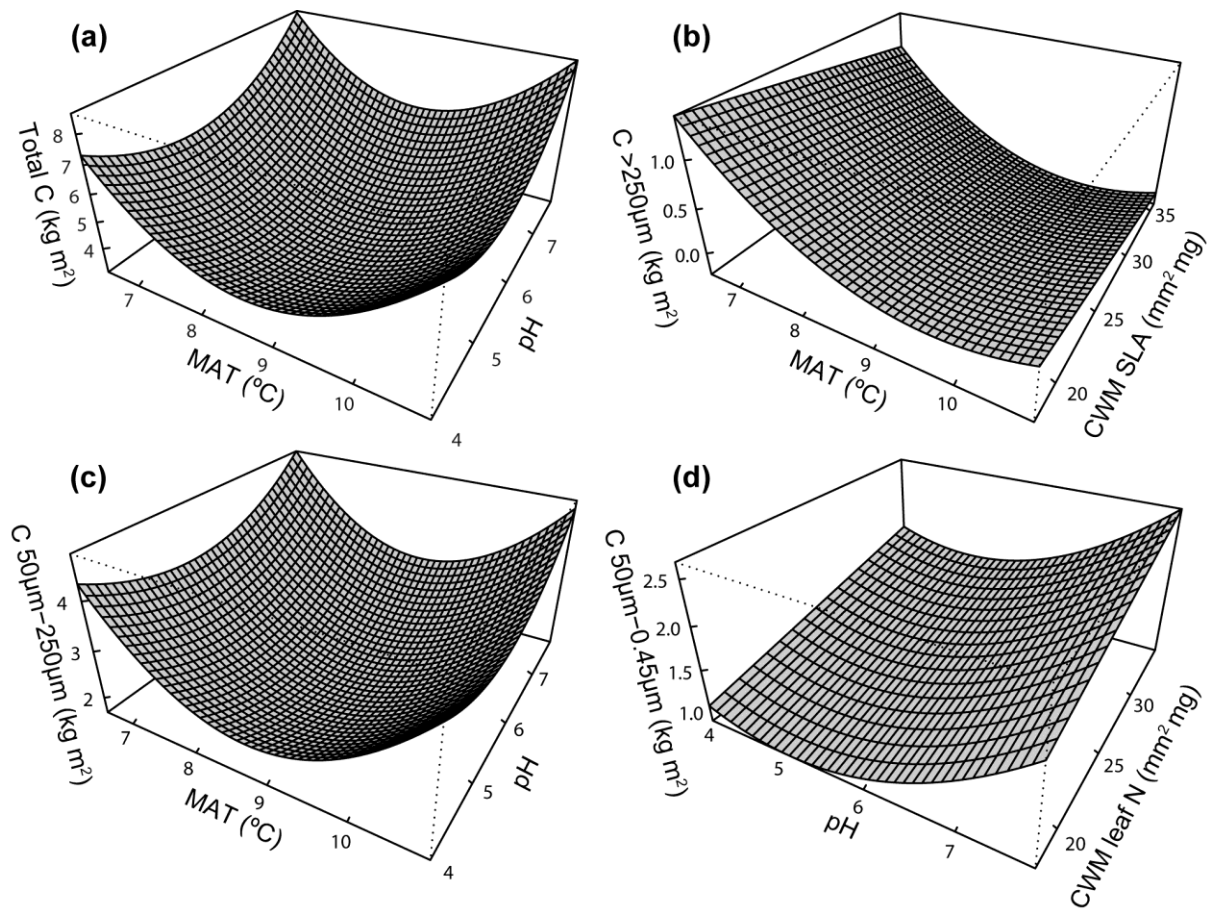 (a)
Total C (kg m²)
8
7
6
5
4
7
8
9
10
MAT (ºC)
4
5
6
7
pH
(b)
C >250µm (kg m²)
1.0
0.5
0.0
7
8
9
10
MAT (ºC)
20
25
30
35
CWM SLA (mm² mg)
(c)
C 50µm–250µm (kg m²)
4
3
2
7
8
9
10
MAT (ºC)
4
5
6
7
pH
(d)
C 50µm–0.45µm (kg m²)
2.5
2.0
1.5
1.0
4
5
6
7
pH
20
25
30
CWM leaf N (mm² mg)